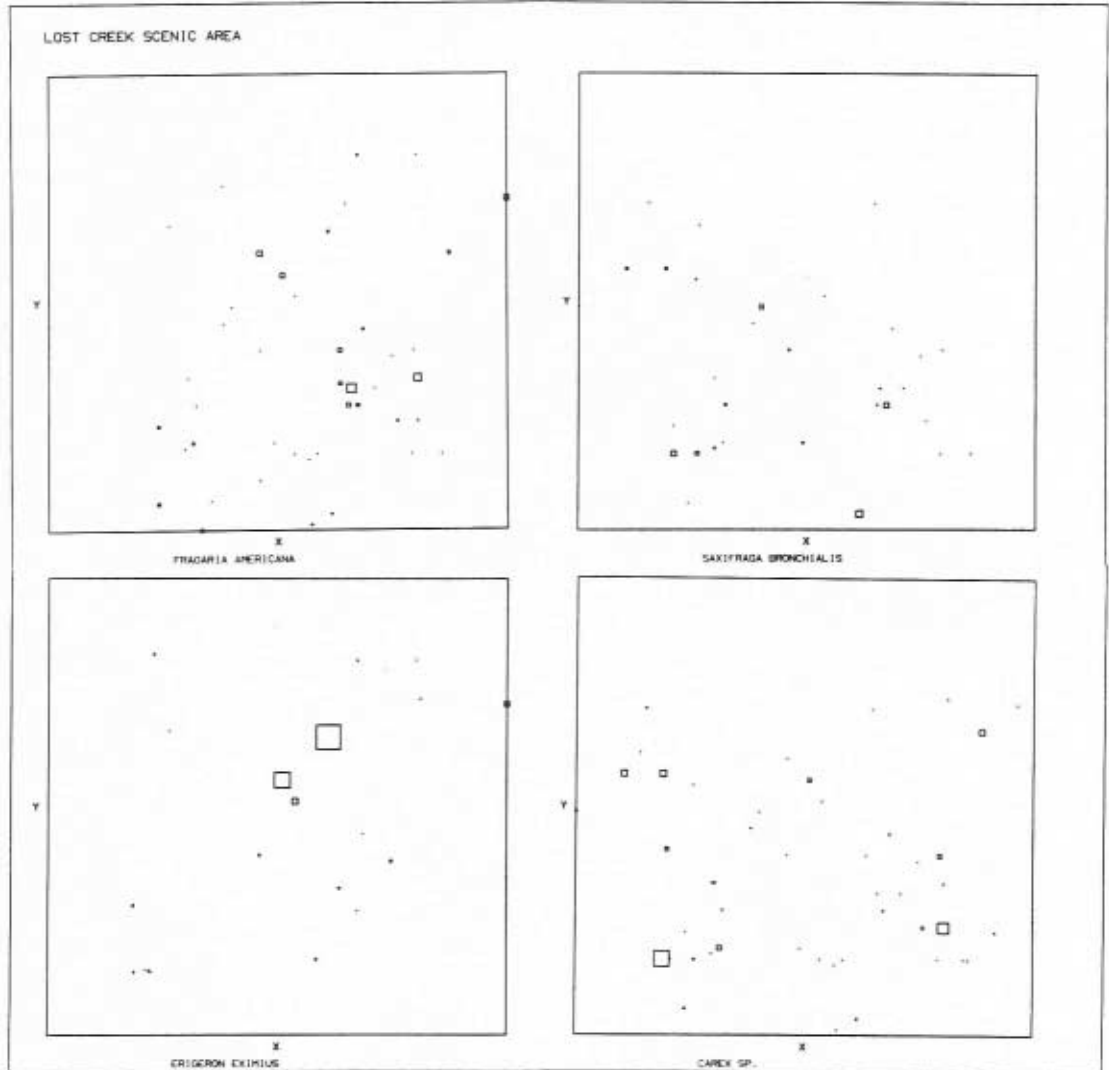 LOST CREEK SCENIC AREA
Y
X
FRAGARIA AMERICANA
Y
X
SAXIFRAGA BRONCHIALIS
Y
X
ERIGERON EXIMIUS
Y
X
CAREX SP.